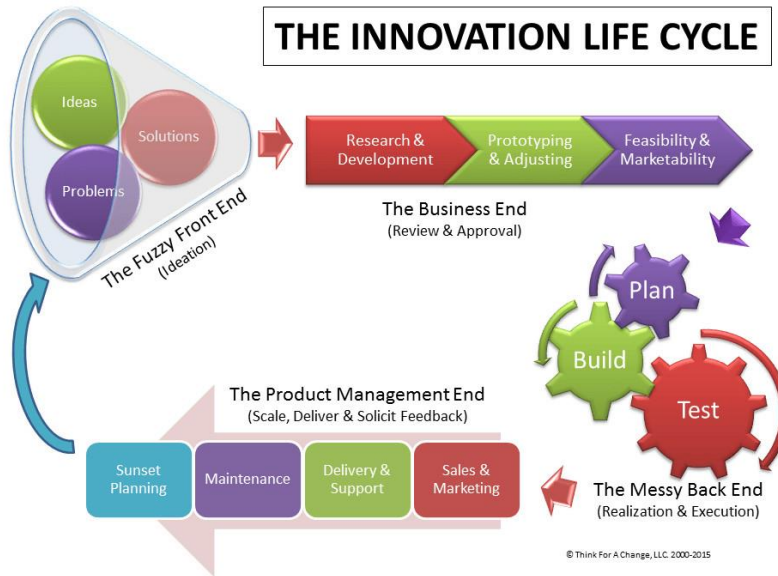 THE INNOVATION LIFE CYCLE
Ideas
Solutions
Problems
The Fuzzy Front End
(Ideation)
Research &
Development
Prototyping
& Adjusting
Feasibility &
Marketability
The Business End
(Review & Approval)
Plan
Build
Test
The Messy Back End
(Realization & Execution)
The Product Management End
(Scale, Deliver & Solicit Feedback)
Sunset
Planning
Maintenance
Delivery &
Support
Sales &
Marketing
© Think For A Change, LLC. 2000-2015